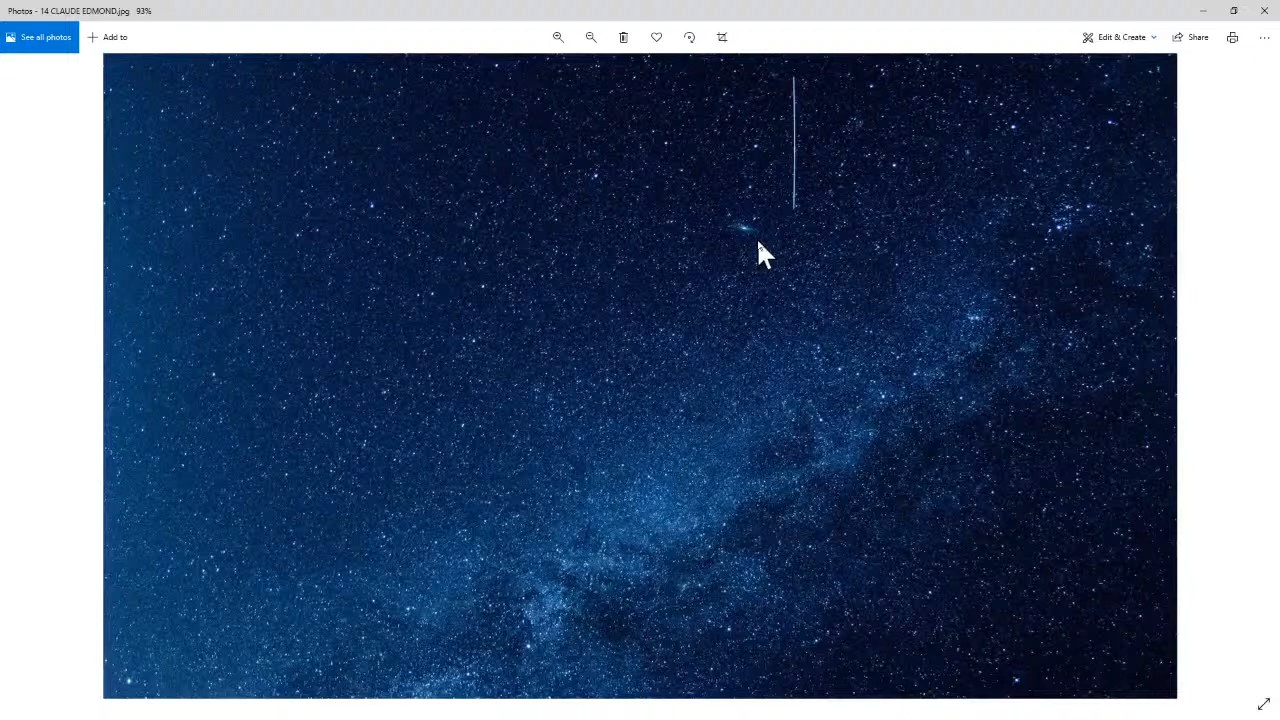 Photos - 14 CLAUDE EDMOND.jpg 93%
See all photos
Add to
Edit & Create
Share